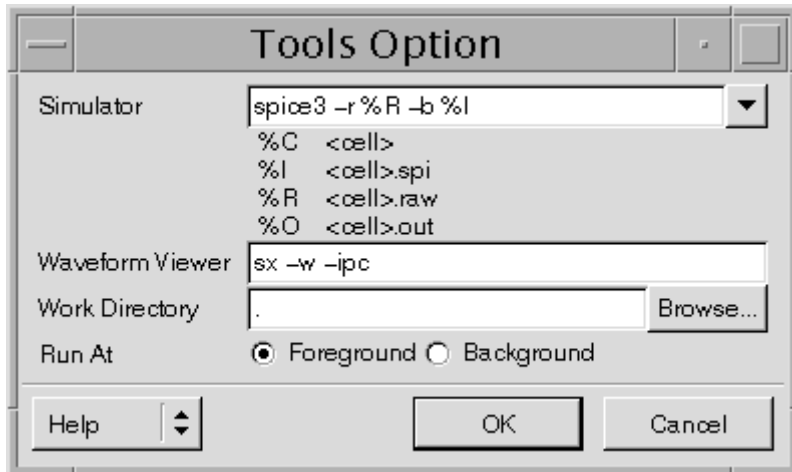 Tools Option
Simulator spice3 –r %R –b %I
%C <cell>
%I <cell>.spi
%R <cell>.raw
%O <cell>.out
Waveform Viewer sx –w –ipc
Work Directory . Browse...
Run At Foreground Background
Help OK Cancel